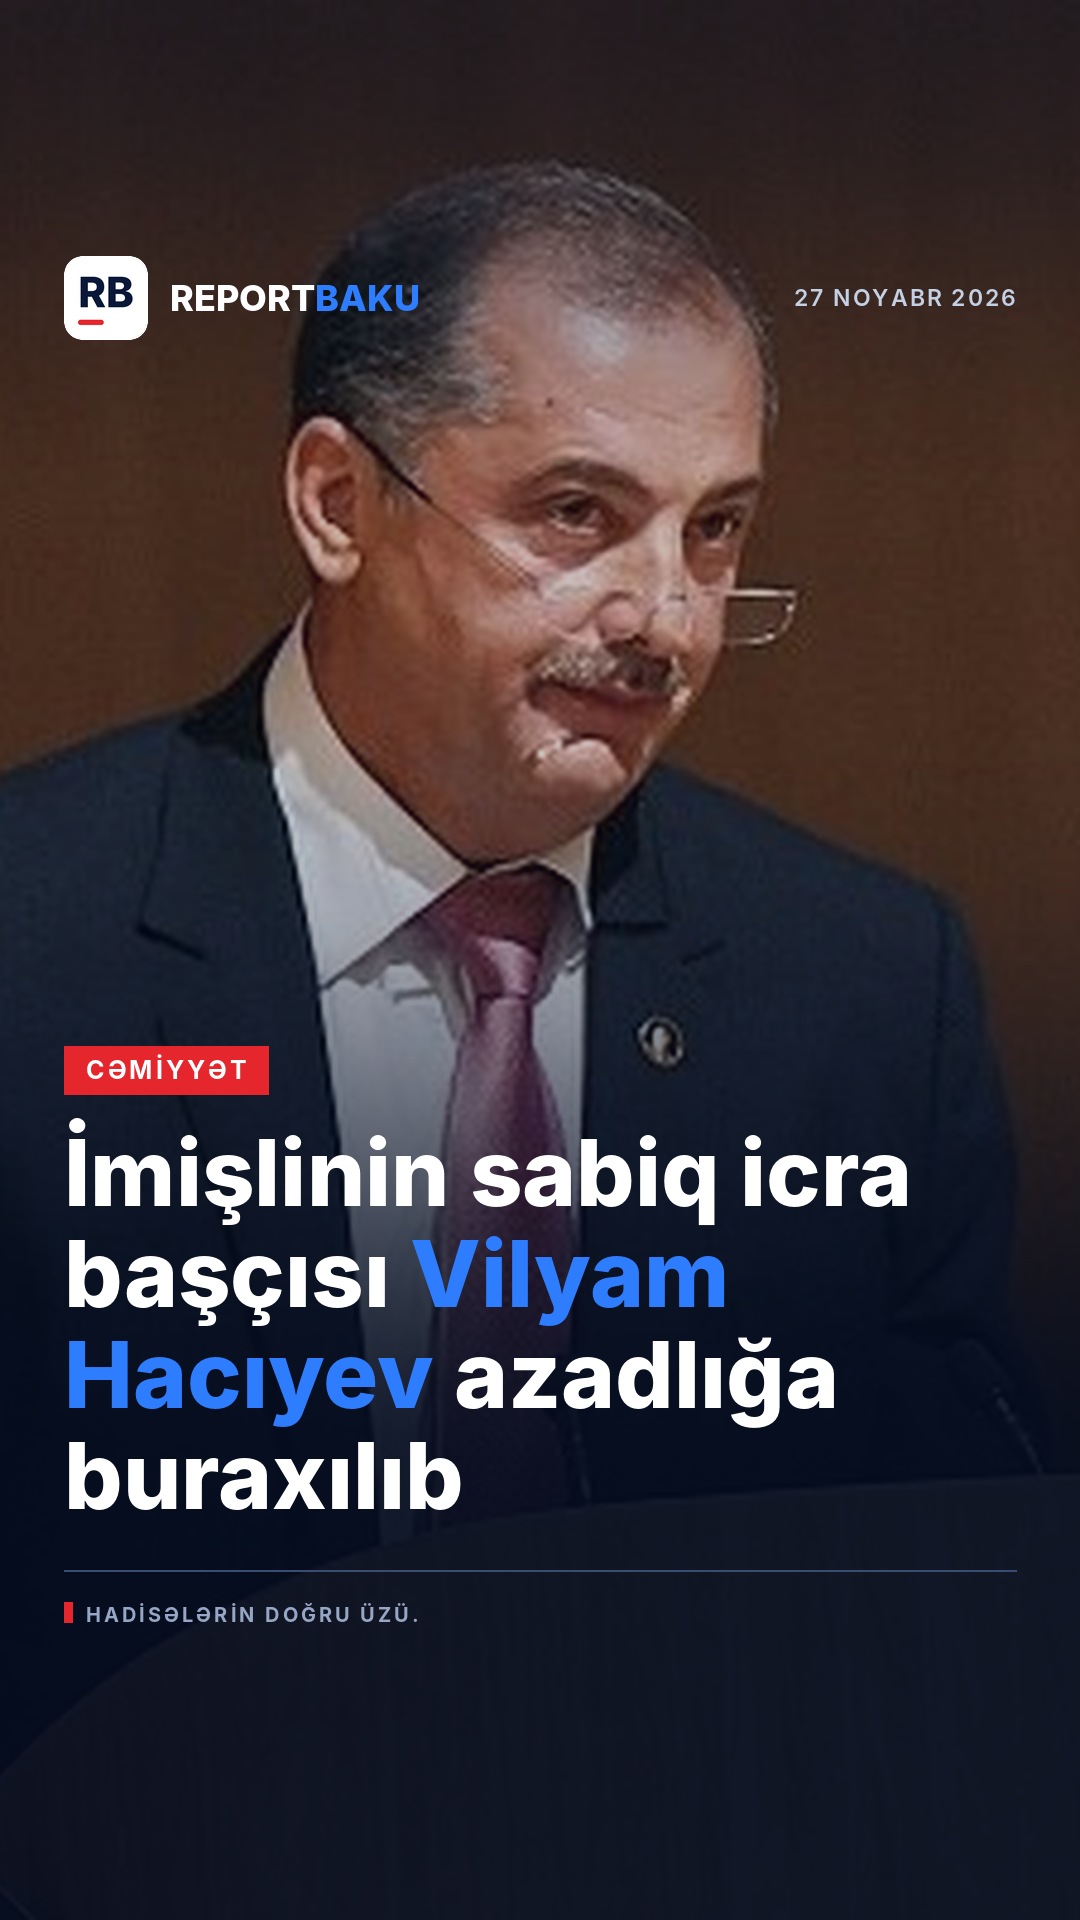 RB
REPORTBAKU
27 NOYABR 2026
CƏMİYYƏT
İmişlinin sabiq icra
başçısı Vilyam
Hacıyev azadlığa
buraxılıb
HADİSƏLƏRİN DOĞRU ÜZÜ.